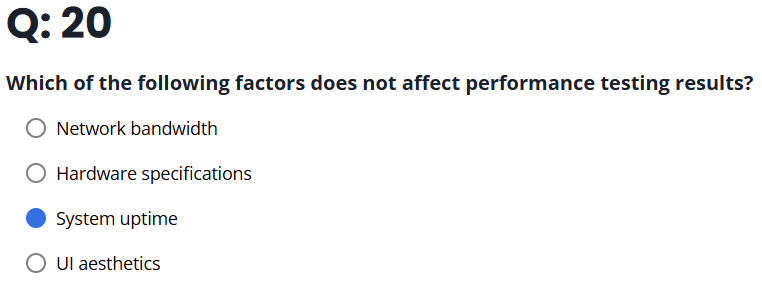 Q: 20
Which of the following factors does not affect performance testing results?
Network bandwidth
Hardware specifications
System uptime
UI aesthetics